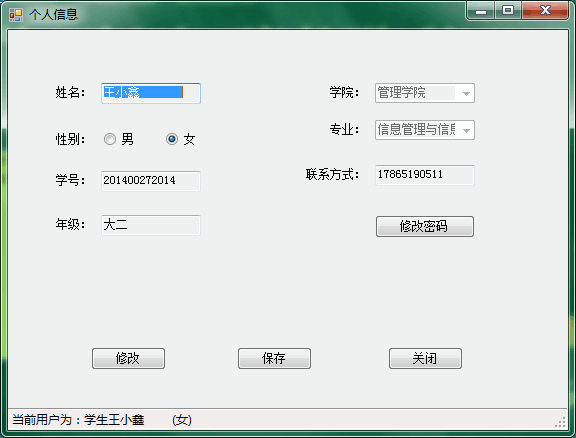 个人信息
姓名： 王小鑫 学院： 管理学院
性别： 男 女 专业： 信息管理与信息
学号： 201400272014 联系方式： 17865190511
年级： 大二 修改密码
修改 保存 关闭
当前用户为：学生王小鑫 (女)